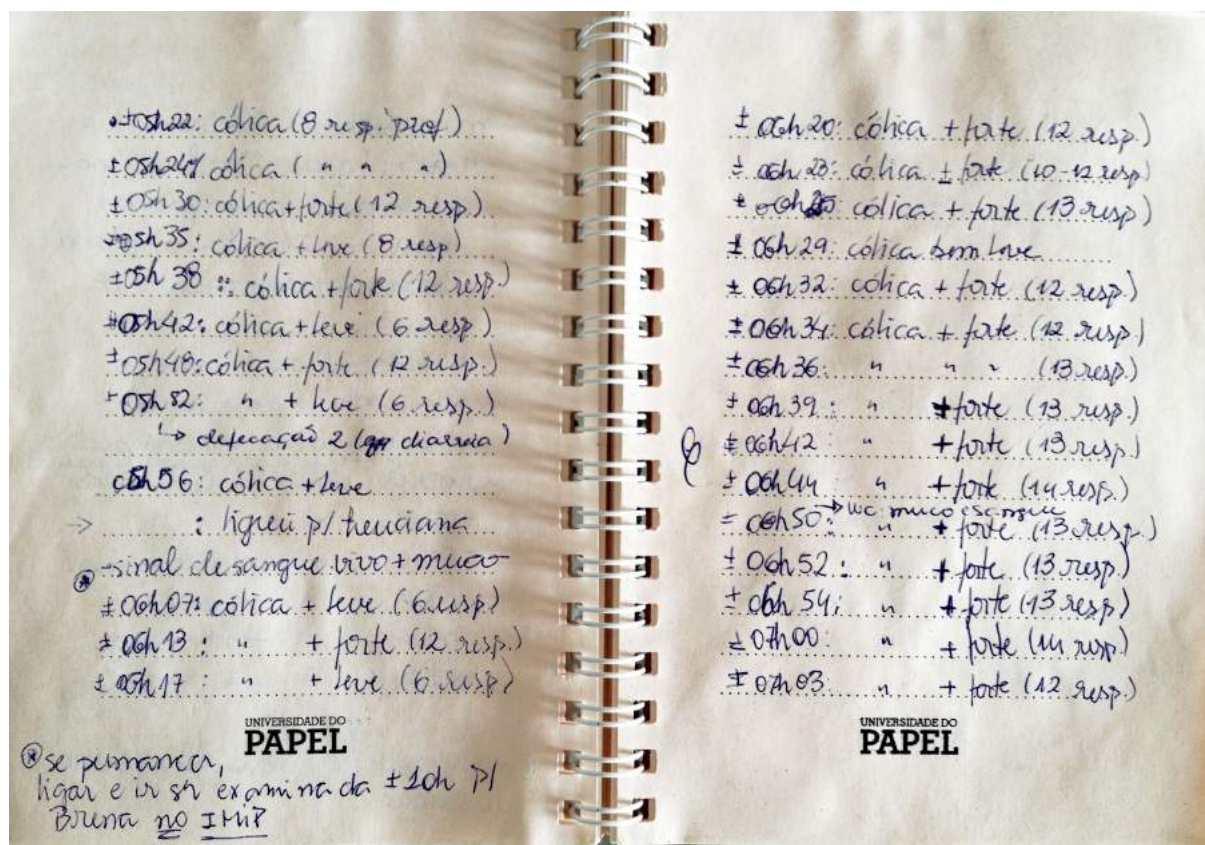 ±05h22: cólica (8 resp. prof.)
±05h24: cólica ( " " " )
±05h30: cólica + forte (12 resp)
±05h35: cólica + leve (8 resp)
±05h38: cólica + forte (12 resp.)
±05h42: cólica + leve (6 resp.)
±05h48: cólica + forte (12 resp.)
±05h52: " + leve (6 resp.)
↳ defecação 2 ( diarreia)
05h56: cólica + leve
→ : liguei p/
⊛ -sinal de sangue vivo + muco
±06h07: cólica + leve (6 resp.)
±06h13: " + forte (12 resp.)
±06h17: " + leve (6 resp)
UNIVERSIDADE DO
PAPEL
⊛ se permanecer,
ligar e ir ser examinada ±10h p/
Brena no IMIP
± 06h20: cólica + forte (12 resp.)
± 06h23: cólica ± forte (10-12 resp)
± cólica + forte (13 resp)
± 06h29: cólica bem leve
± 06h32: cólica + forte (12 resp.)
± 06h34: cólica + forte (12 resp.)
± 06h36: " " " (13 resp.)
± 06h39: " + forte (13 resp.)
± 06h42: " + forte (13 resp.)
± 06h44: " + forte (14 resp.)
→ wc muco e sangue
± 06h50: " + forte (13 resp.)
± 06h52: " + forte (13 resp)
± 06h54: " + forte (13 resp)
± 07h00: " + forte (14 resp)
± 07h03: " + forte (12 resp.)
UNIVERSIDADE DO
PAPEL